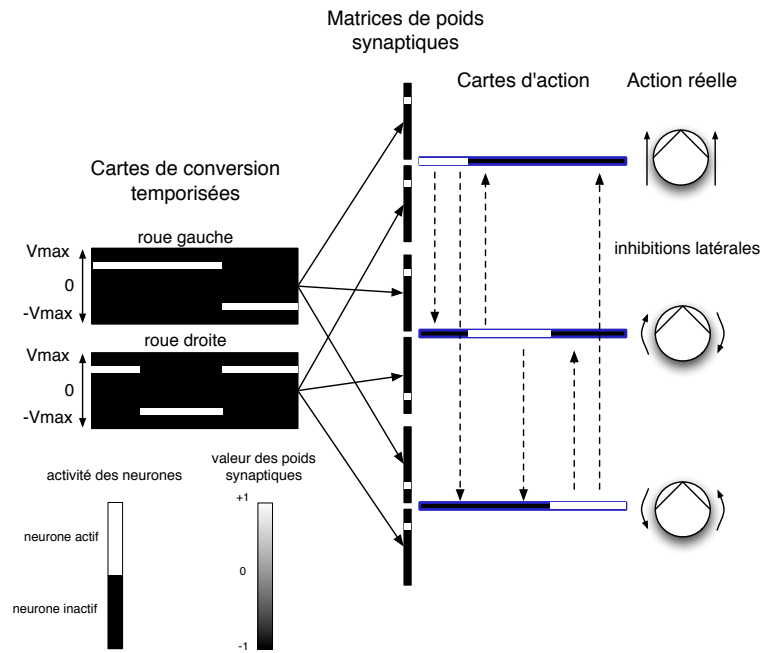 Matrices de poids
synaptiques
Cartes d'action
Action réelle
Cartes de conversion
temporisées
roue gauche
Vmax
0
-Vmax
inhibitions latérales
roue droite
Vmax
0
-Vmax
activité des neurones
valeur des poids
synaptiques
+1
neurone actif
0
neurone inactif
-1